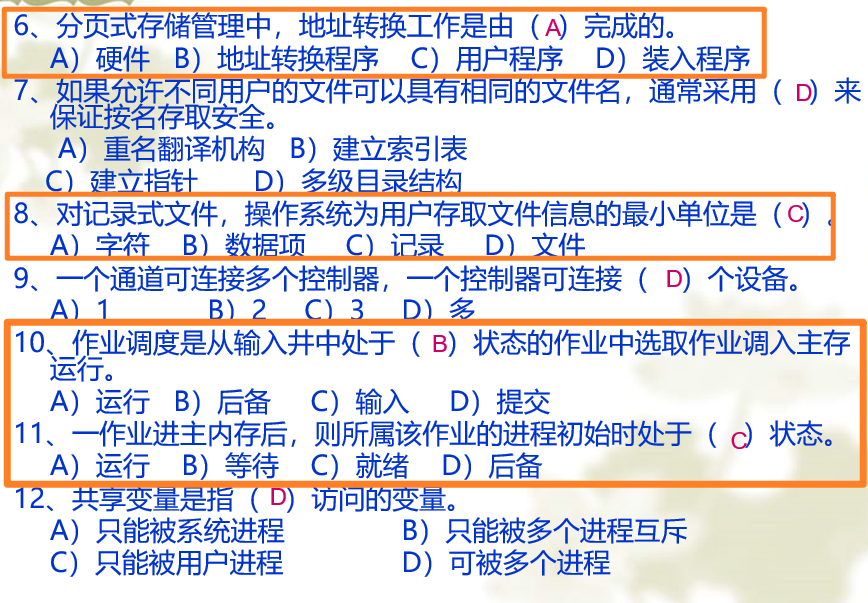 6、分页式存储管理中，地址转换工作是由（A）完成的。
A）硬件 B）地址转换程序 C）用户程序 D）装入程序
7、如果允许不同用户的文件可以具有相同的文件名，通常采用（ D）来
保证按名存取安全。
A）重名翻译机构 B）建立索引表
C）建立指针 D）多级目录结构
8、对记录式文件，操作系统为用户存取文件信息的最小单位是（C）.
A）字符 B）数据项 C）记录 D）文件
9、一个通道可连接多个控制器，一个控制器可连接（ D）个设备。
A）1 B）2 C）3 D）多
10、作业调度是从输入井中处于（ B）状态的作业中选取作业调入主存
运行。
A）运行 B）后备 C）输入 D）提交
11、一作业进主内存后，则所属该作业的进程初始时处于（ C）状态。
A）运行 B）等待 C）就绪 D）后备
12、共享变量是指（ D）访问的变量。
A）只能被系统进程 B）只能被多个进程互斥
C）只能被用户进程 D）可被多个进程